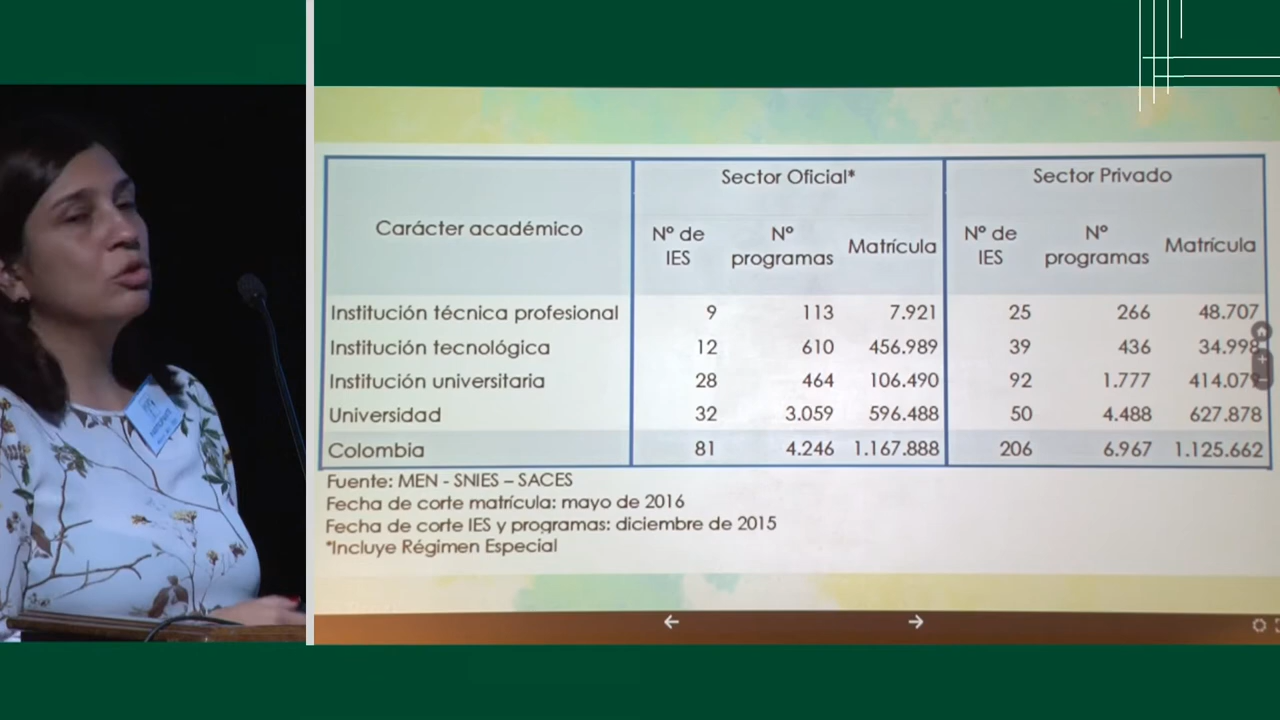 Sector Oficial*
Sector Privado
Carácter académico
Nº de IES
Nº programas
Matrícula
Nº de IES
Nº programas
Matrícula
Institución técnica profesional 9 113 7.921 25 266 48.707
Institución tecnológica 12 610 456.989 39 436 34.998
Institución universitaria 28 464 106.490 92 1.777 414.079
Universidad 32 3.059 596.488 50 4.488 627.878
Colombia 81 4.246 1.167.888 206 6.967 1.125.662
Fuente: MEN - SNIES – SACES
Fecha de corte matrícula: mayo de 2016
Fecha de corte IES y programas: diciembre de 2015
*Incluye Régimen Especial